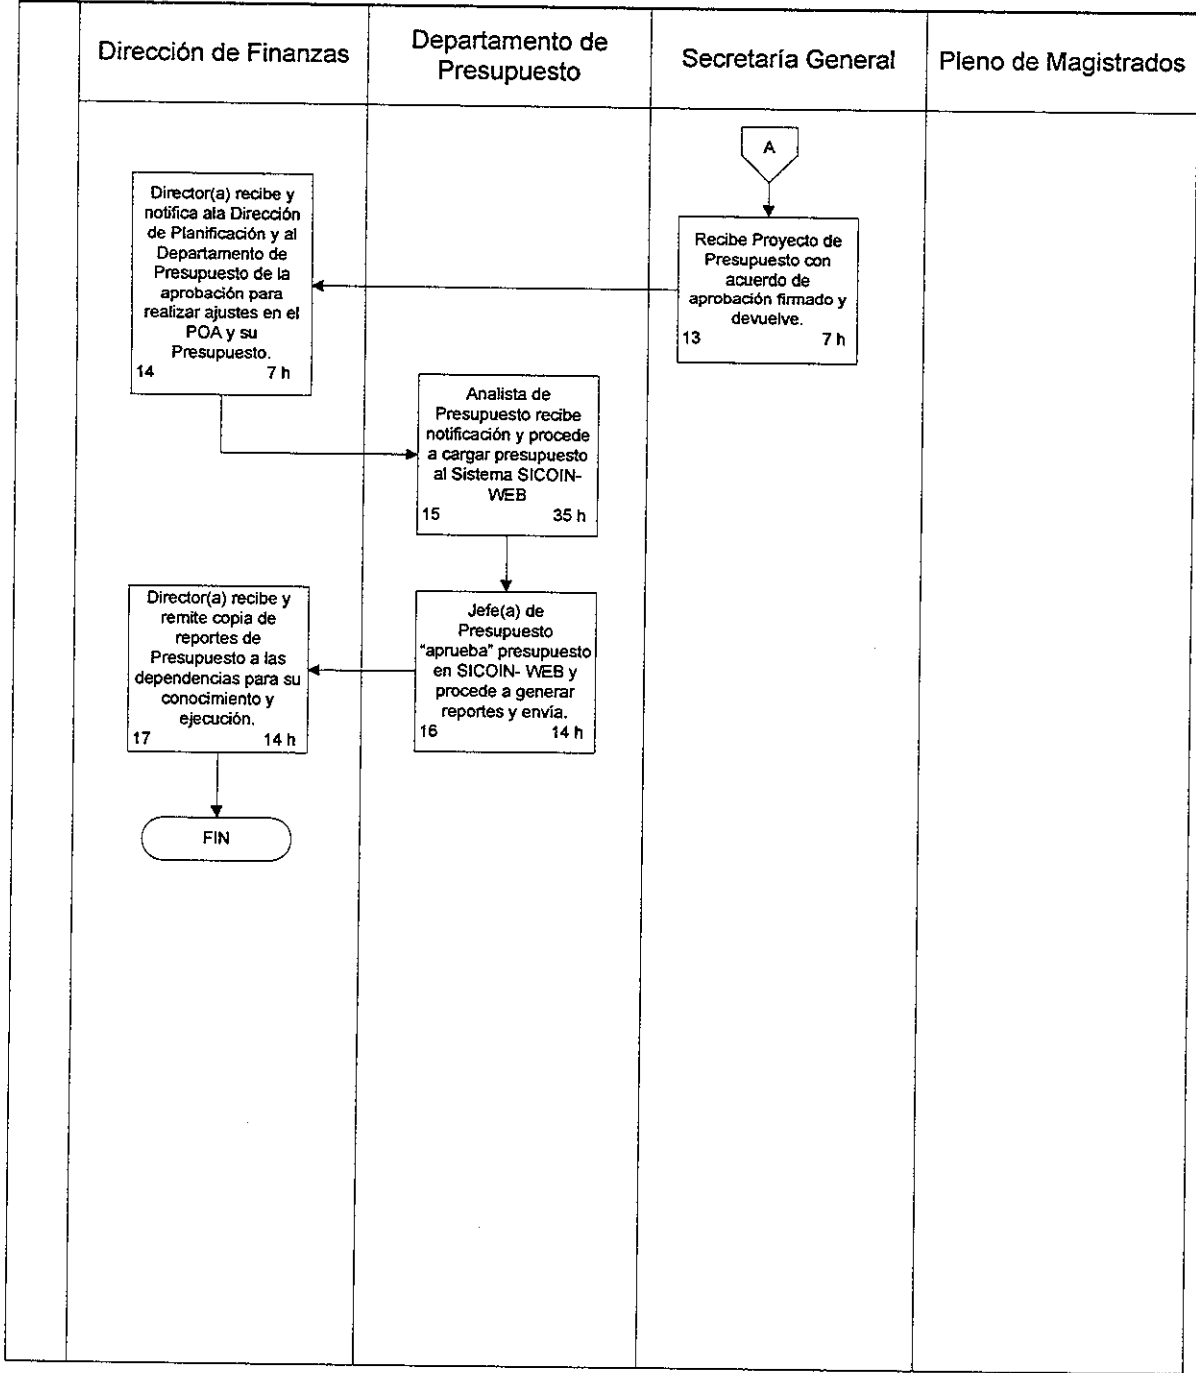 Dirección de Finanzas
Departamento de
Presupuesto
Secretaría General
Pleno de Magistrados
A
Recibe Proyecto de
Presupuesto con
acuerdo de
aprobación firmado y
devuelve.
13 7 h
Director(a) recibe y
notifica ala Dirección
de Planificación y al
Departamento de
Presupuesto de la
aprobación para
realizar ajustes en el
POA y su
Presupuesto.
14 7 h
Analista de
Presupuesto recibe
notificación y procede
a cargar presupuesto
al Sistema SICOIN-
WEB
15 35 h
Jefe(a) de
Presupuesto
"aprueba" presupuesto
en SICOIN- WEB y
procede a generar
reportes y envía.
16 14 h
Director(a) recibe y
remite copia de
reportes de
Presupuesto a las
dependencias para su
conocimiento y
ejecución.
17 14 h
FIN